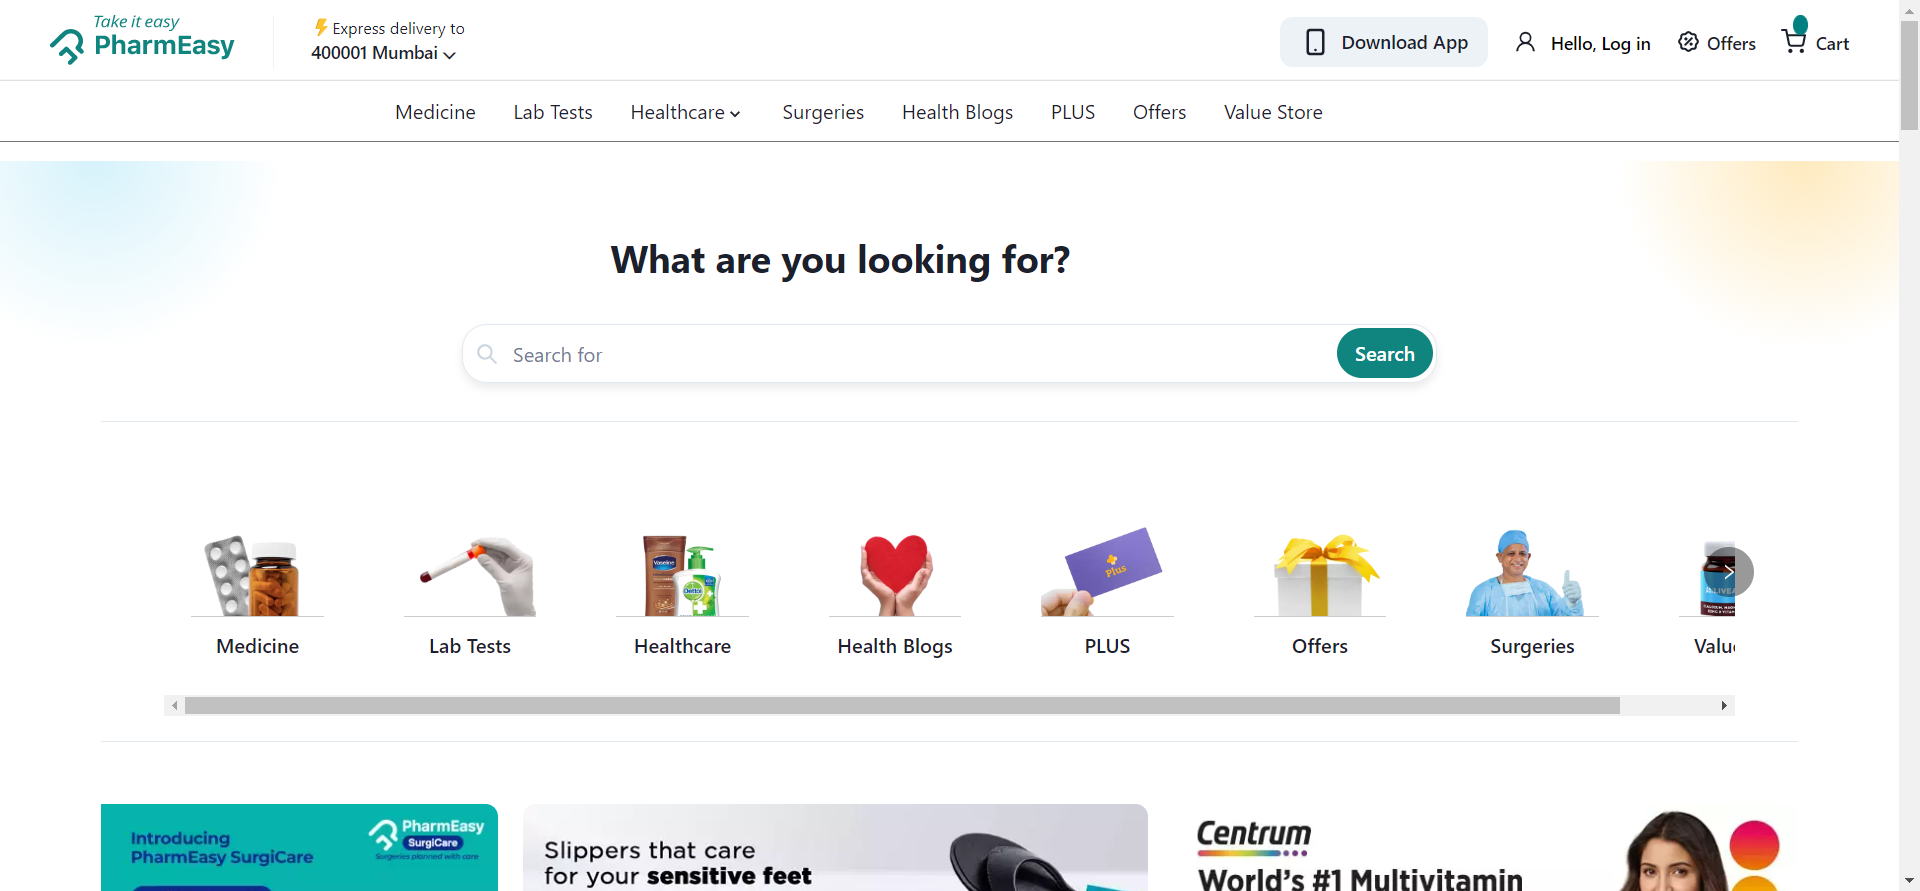 Take it easy
PharmEasy
Express delivery to
400001 Mumbai
Download App
Hello, Log in
Offers
Cart
Medicine
Lab Tests
Healthcare
Surgeries
Health Blogs
PLUS
Offers
Value Store
What are you looking for?
Search for
Search
Vaseline
Dettol
Plus
Medicine
Lab Tests
Healthcare
Health Blogs
PLUS
Offers
Surgeries
Introducing
PharmEasy SurgiCare
PharmEasy
SurgiCare
Surgeries planned with care
Slippers that care
for your sensitive feet
Centrum
World's #1 Multivitamin